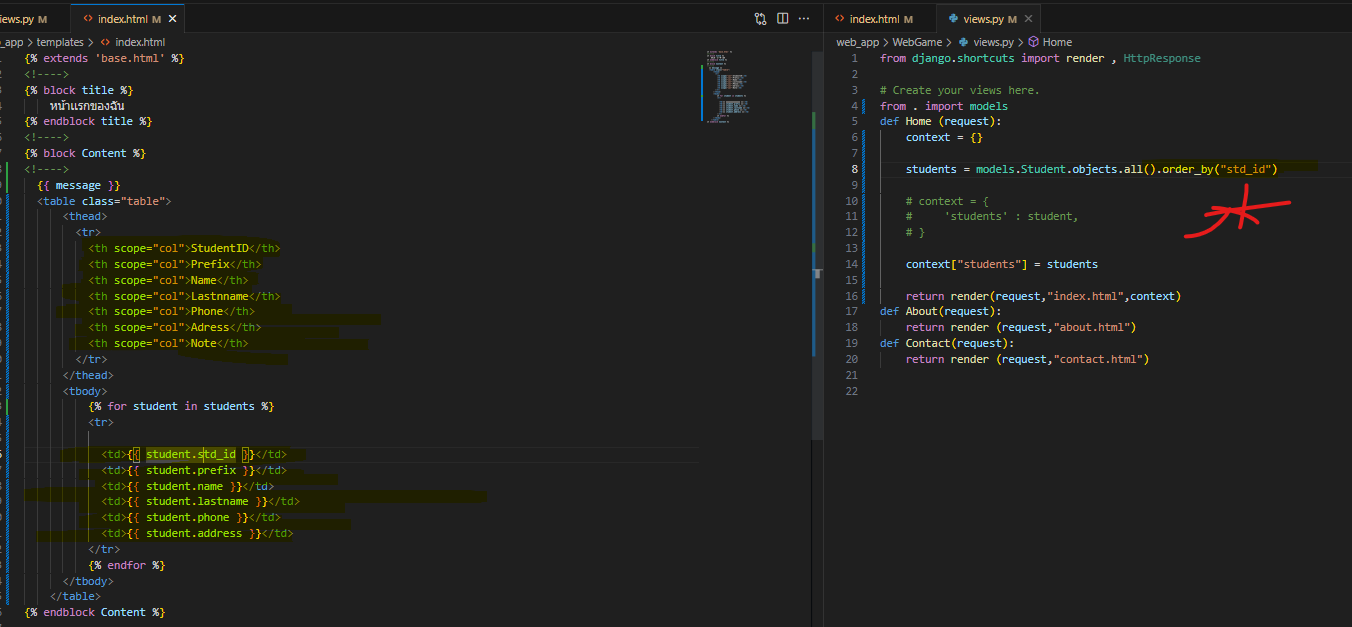 iews.py M
index.html M
_app > templates > index.html
{% extends 'base.html' %}
<!---->
{% block title %}
หน้าแรกของฉัน
{% endblock title %}
<!---->
{% block Content %}
<!---->
{{ message }}
<table class="table">
<thead>
<tr>
<th scope="col">StudentID</th>
<th scope="col">Prefix</th>
<th scope="col">Name</th>
<th scope="col">Lastnname</th>
<th scope="col">Phone</th>
<th scope="col">Adress</th>
<th scope="col">Note</th>
</tr>
</thead>
<tbody>
{% for student in students %}
<tr>
<td>{{ student.std_id }}</td>
<td>{{ student.prefix }}</td>
<td>{{ student.name }}</td>
<td>{{ student.lastname }}</td>
<td>{{ student.phone }}</td>
<td>{{ student.address }}</td>
</tr>
{% endfor %}
</tbody>
</table>
{% endblock Content %}
index.html M
views.py M
web_app > WebGame > views.py > Home
1 from django.shortcuts import render , HttpResponse
2
3 # Create your views here.
4 from . import models
5 def Home (request):
6 context = {}
7
8 students = models.Student.objects.all().order_by("std_id")
9
10 # context = {
11 #     'students' : student,
12 # }
13
14 context["students"] = students
15
16 return render(request,"index.html",context)
17 def About(request):
18 return render (request,"about.html")
19 def Contact(request):
20 return render (request,"contact.html")
21
22